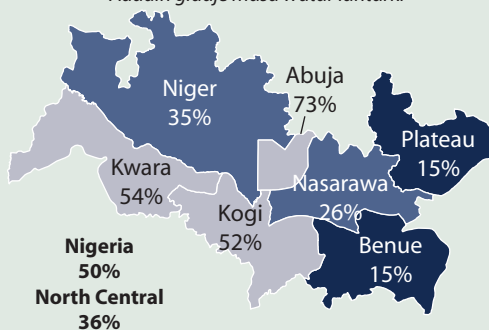 Niger
35%
Abuja
73%
Plateau
15%
Kwara
54%
Nasarawa
26%
Kogi
52%
Benue
15%
Nigeria
50%
North Central
36%